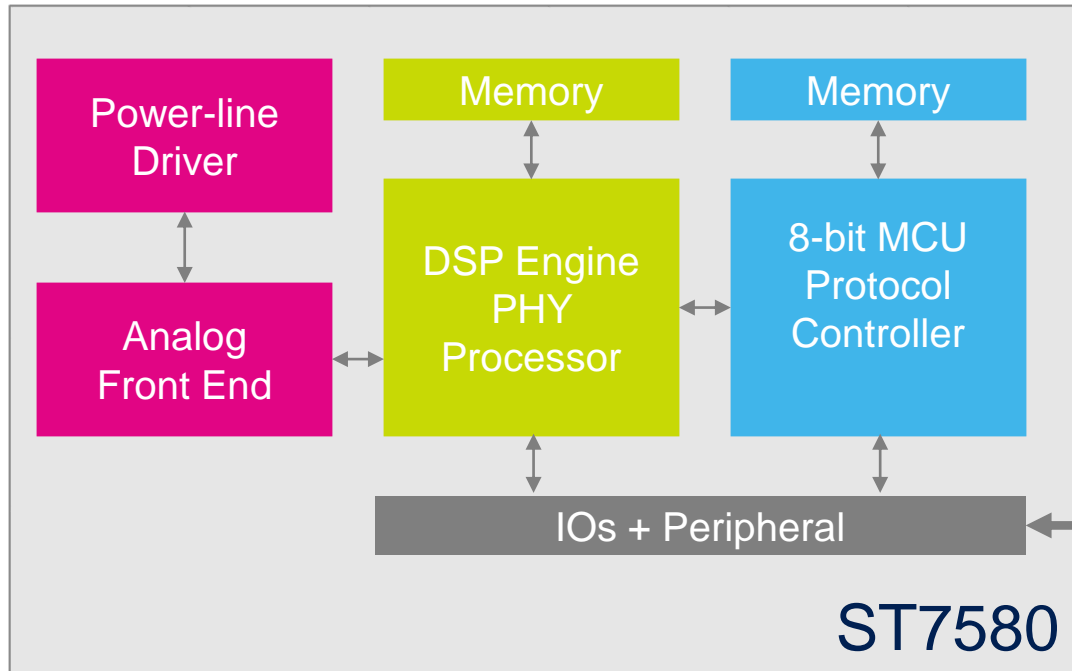 Power-line
Driver
Memory
Memory
Analog
Front End
DSP Engine
PHY
Processor
8-bit MCU
Protocol
Controller
IOs + Peripheral
ST7580